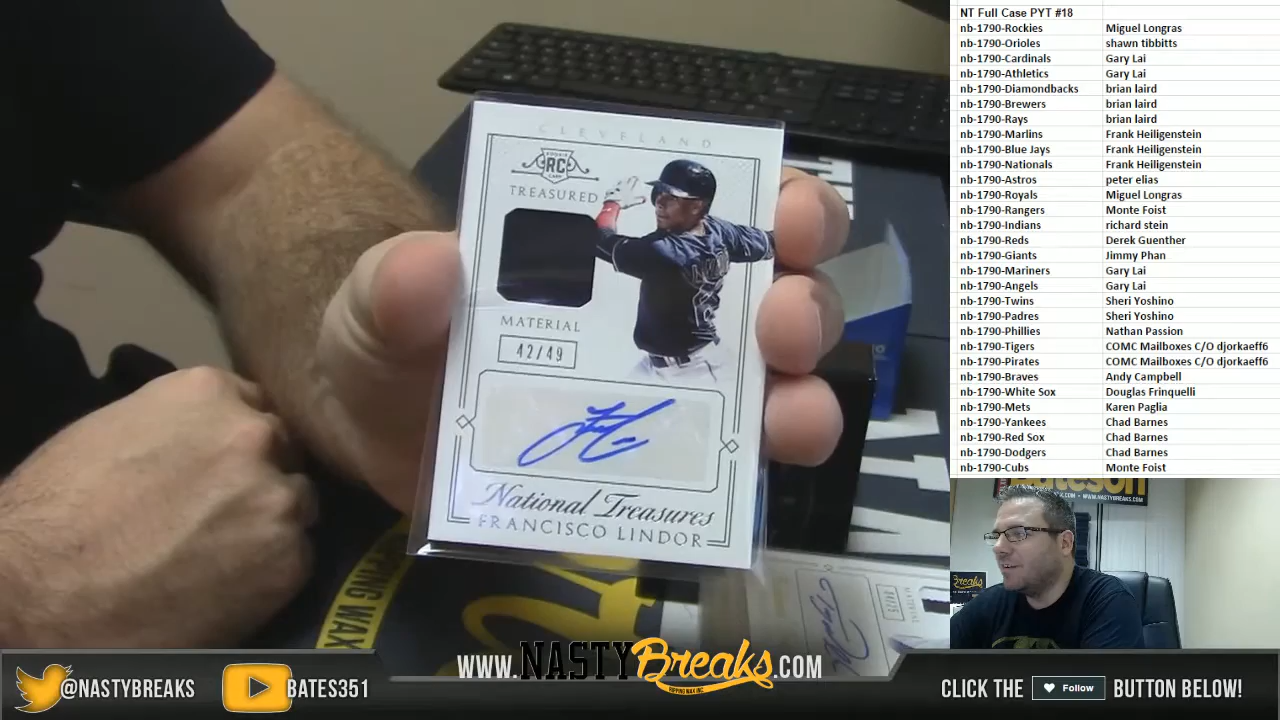 CLEVELAND
ROOKIE
RC
CARD
TREASURED
MATERIAL
42/49
National Treasures
FRANCISCO LINDOR
NT Full Case PYT #18
nb-1790-Rockies Miguel Longras
nb-1790-Orioles shawn tibbitts
nb-1790-Cardinals Gary Lai
nb-1790-Athletics Gary Lai
nb-1790-Diamondbacks brian laird
nb-1790-Brewers brian laird
nb-1790-Rays brian laird
nb-1790-Marlins Frank Heiligenstein
nb-1790-Blue Jays Frank Heiligenstein
nb-1790-Nationals Frank Heiligenstein
nb-1790-Astros peter elias
nb-1790-Royals Miguel Longras
nb-1790-Rangers Monte Foist
nb-1790-Indians richard stein
nb-1790-Reds Derek Guenther
nb-1790-Giants Jimmy Phan
nb-1790-Mariners Gary Lai
nb-1790-Angels Gary Lai
nb-1790-Twins Sheri Yoshino
nb-1790-Padres Sheri Yoshino
nb-1790-Phillies Nathan Passion
nb-1790-Tigers COMC Mailboxes C/O djorkaeff6
nb-1790-Pirates COMC Mailboxes C/O djorkaeff6
nb-1790-Braves Andy Campbell
nb-1790-White Sox Douglas Frinquelli
nb-1790-Mets Karen Paglia
nb-1790-Yankees Chad Barnes
nb-1790-Red Sox Chad Barnes
nb-1790-Dodgers Chad Barnes
nb-1790-Cubs Monte Foist
Breaks
PING WAX
WWW.NASTYBreaks.COM
RIPPING WAX INC.
@NASTYBREAKS
BATES351
CLICK THE Follow BUTTON BELOW!